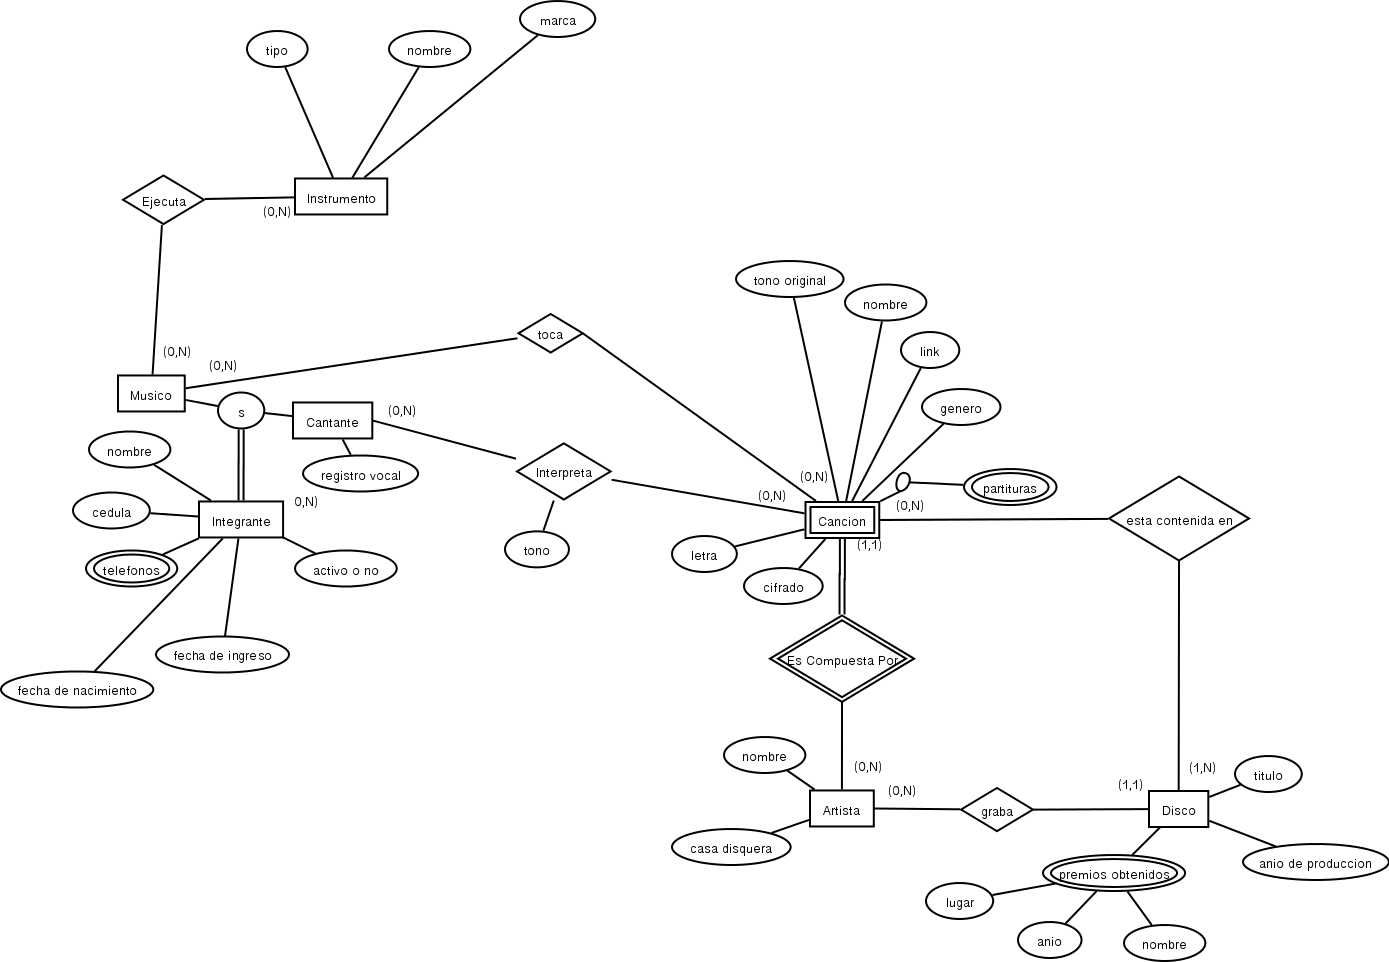 marca
tipo
nombre
Instrumento
Ejecuta
(0,N)
tono original
nombre
toca
link
(0,N)
(0,N)
Musico
genero
s
Cantante
(0,N)
nombre
registro vocal
Interpreta
(0,N)
0
partituras
(0,N)
0,N)
(0,N)
cedula
Integrante
Cancion
esta contenida en
(1,1)
letra
tono
telefonos
activo o no
cifrado
fecha de ingreso
Es Compuesta Por
fecha de nacimiento
nombre
(0,N)
(1,N)
titulo
(0,N)
(1,1)
Artista
graba
Disco
casa disquera
anio de produccion
premios obtenidos
lugar
anio
nombre